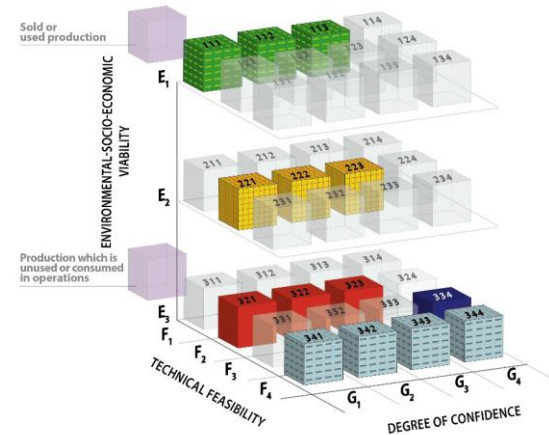 Sold or
used production
114
111
112
113
123
124
134
E1
ENVIRONMENTAL-SOCIO-ECONOMIC
VIABILITY
211
212
213
214
224
221
222
223
234
231
232
233
E2
Production which is
unused or consumed
in operations
311
312
313
314
324
321
322
323
334
331
332
333
344
341
342
343
E3
F1
F2
F3
F4
TECHNICAL FEASIBILITY
G1
G2
G3
G4
DEGREE OF CONFIDENCE